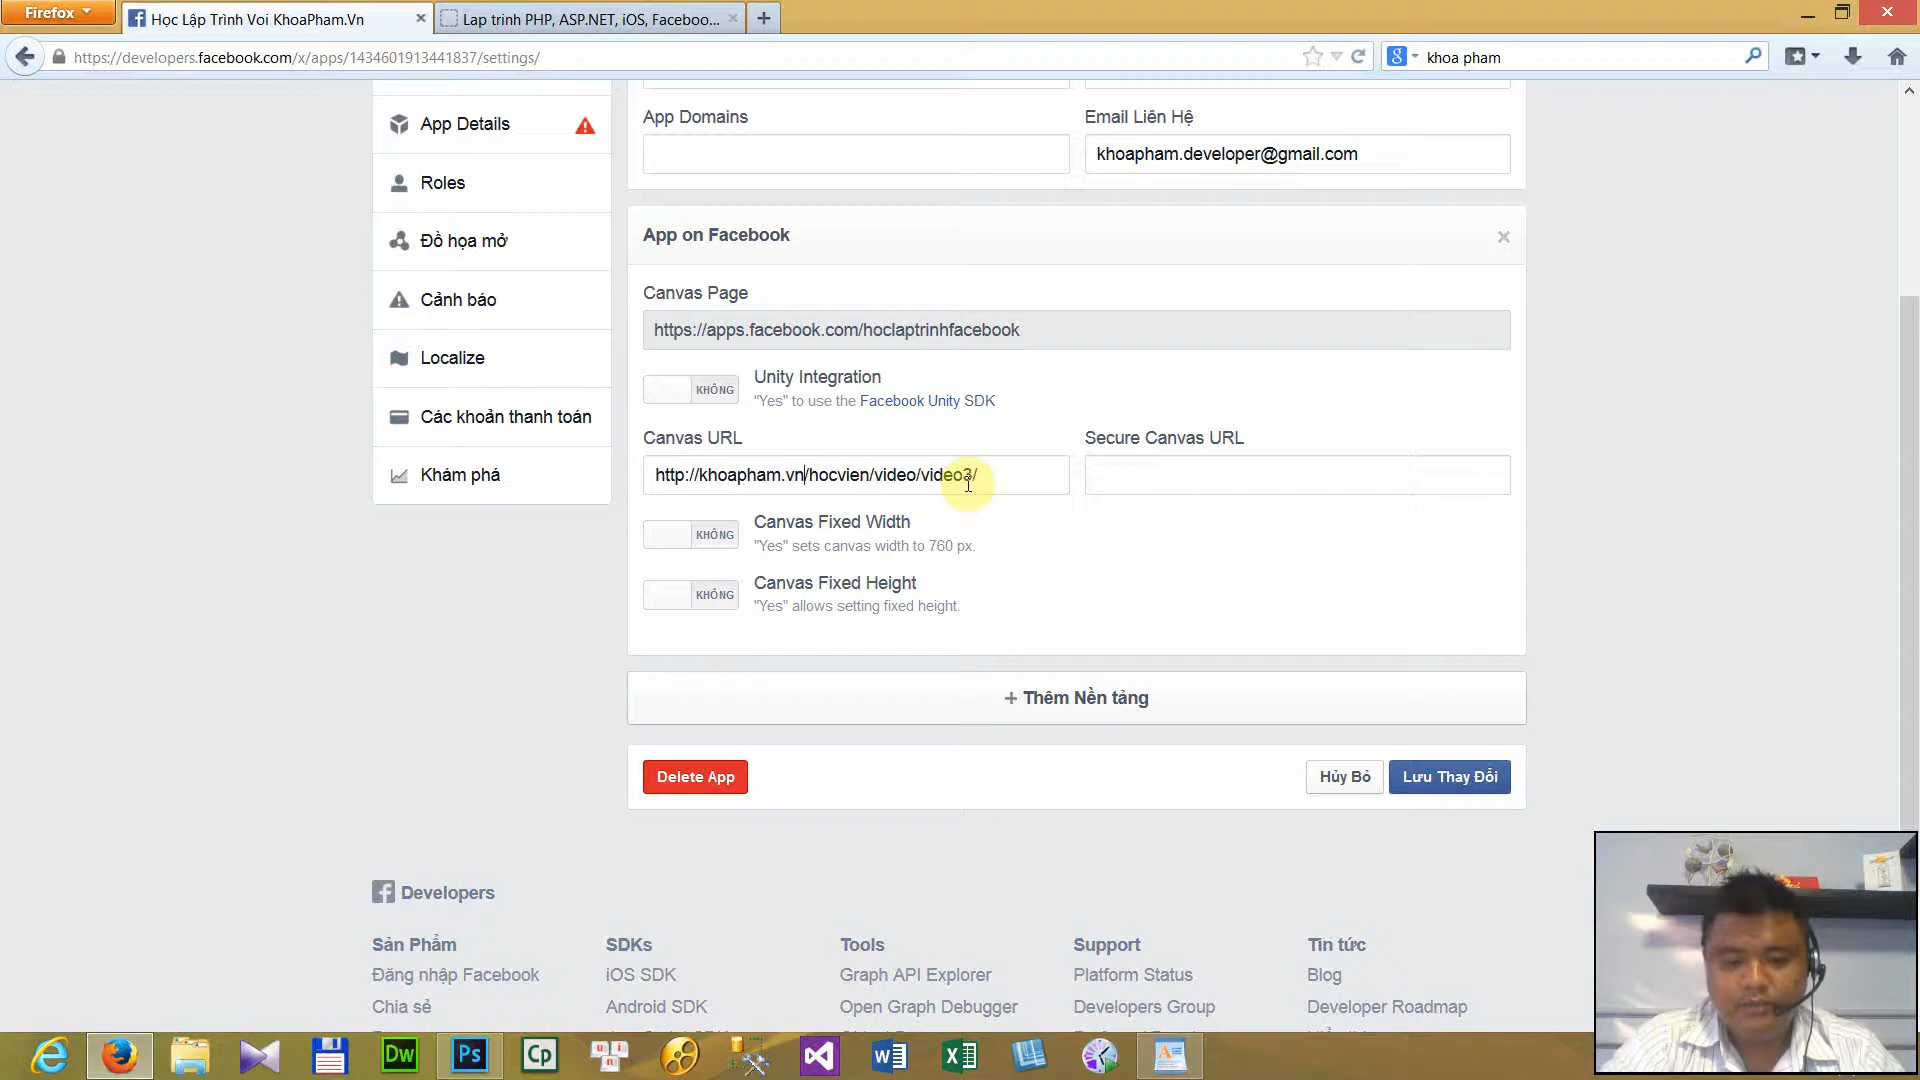 Firefox
Học Lập Trình Voi KhoaPham.Vn
Lap trinh PHP, ASP.NET, iOS, Faceboo...
https://developers.facebook.com/x/apps/1434601913441837/settings/
khoa pham
App Details
Roles
Đồ họa mở
Cảnh báo
Localize
Các khoản thanh toán
Khám phá
App Domains
Email Liên Hệ
khoapham.developer@gmail.com
App on Facebook
Canvas Page
https://apps.facebook.com/hoclaptrinhfacebook
KHÔNG
Unity Integration
"Yes" to use the Facebook Unity SDK
Canvas URL
Secure Canvas URL
http://khoapham.vn/hocvien/video/video3/
KHÔNG
Canvas Fixed Width
"Yes" sets canvas width to 760 px.
KHÔNG
Canvas Fixed Height
"Yes" allows setting fixed height.
+ Thêm Nền tảng
Delete App
Hủy Bỏ
Lưu Thay Đổi
Developers
Sản Phẩm
SDKs
Tools
Support
Tin tức
Đăng nhập Facebook
iOS SDK
Graph API Explorer
Platform Status
Blog
Chia sẻ
Android SDK
Open Graph Debugger
Developers Group
Developer Roadmap
Dw
Ps
Cp